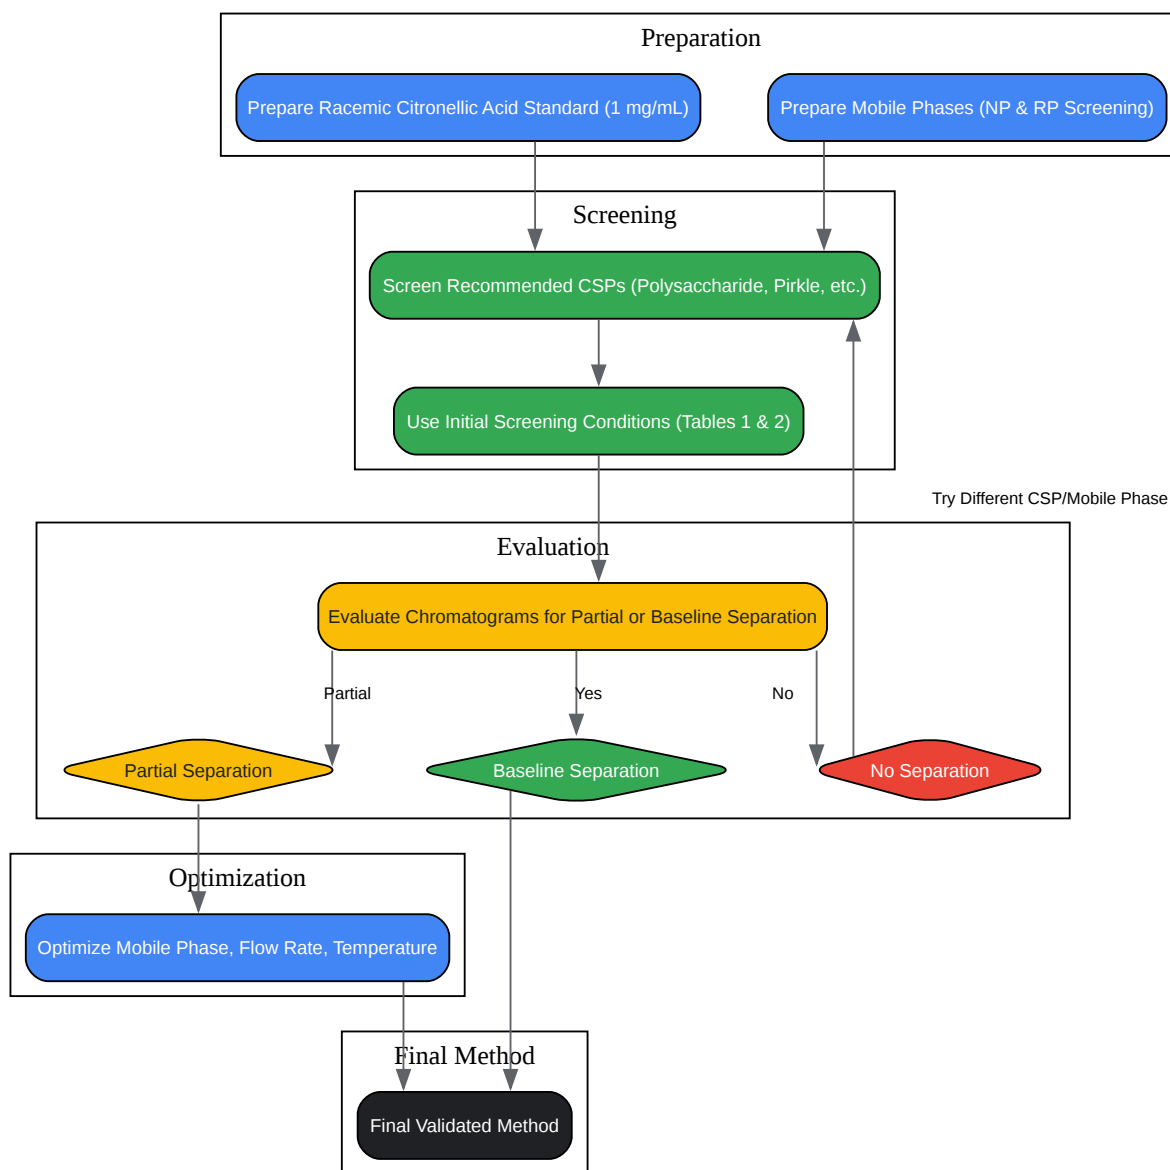 Preparation
Prepare Racemic Citronellic Acid Standard (1 mg/mL)
Prepare Mobile Phases (NP & RP Screening)
Screening
Screen Recommended CSPs (Polysaccharide, Pirkle, etc.)
Use Initial Screening Conditions (Tables 1 & 2)
Try Different CSP/Mobile Phase
Evaluation
Evaluate Chromatograms for Partial or Baseline Separation
Partial
Yes
No
Partial Separation
Baseline Separation
No Separation
Optimization
Optimize Mobile Phase, Flow Rate, Temperature
Final Method
Final Validated Method